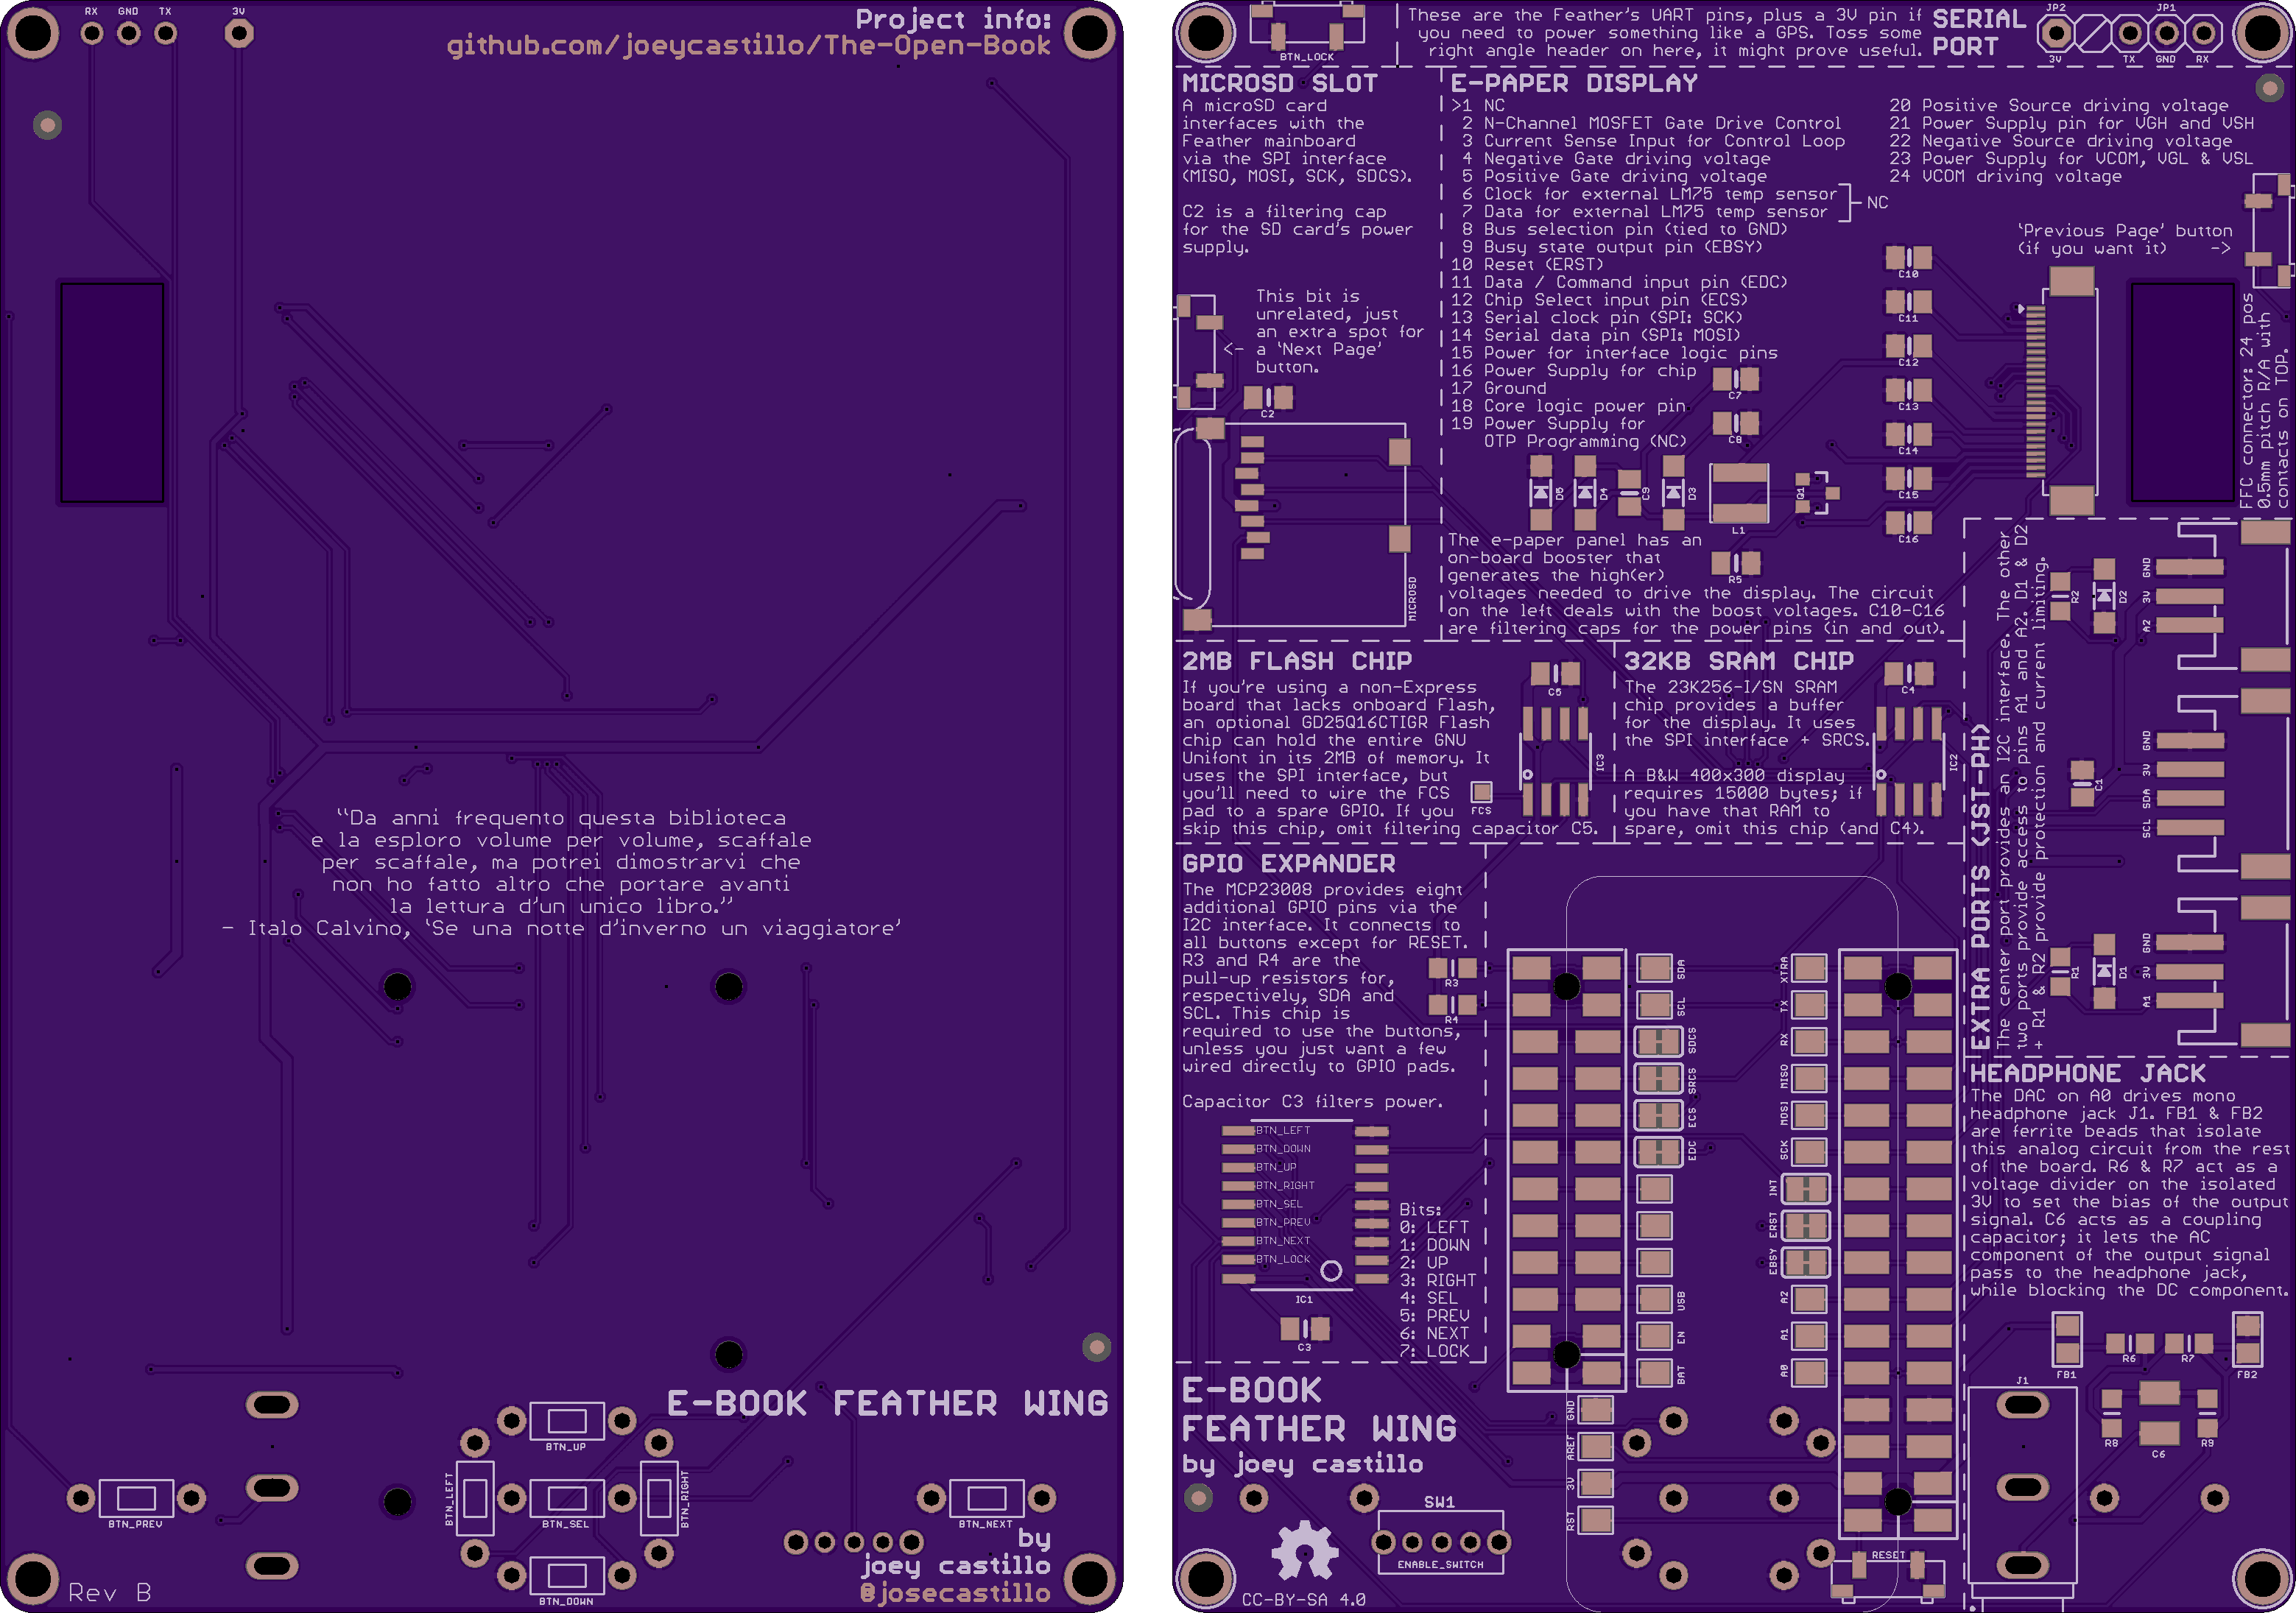 RX GND TX 3V
Project info:
github.com/joeycastillo/The-Open-Book
“Da anni frequento questa biblioteca
e la esploro volume per volume, scaffale
per scaffale, ma potrei dimostrarvi che
non ho fatto altro che portare avanti
la lettura d’un unico libro.”
- Italo Calvino, ‘Se una notte d’inverno un viaggiatore’
E-BOOK FEATHER WING
BTN_UP
BTN_LEFT
BTN_RIGHT
BTN_PREV
BTN_SEL
BTN_NEXT
BTN_DOWN
by
joey castillo
@josecastillo
Rev B
BTN_LOCK
These are the Feather's UART pins, plus a 3V pin if
you need to power something like a GPS. Toss some
right angle header on here, it might prove useful.
SERIAL
PORT
JP2 JP1
3V TX GND RX
MICROSD SLOT
A microSD card
interfaces with the
Feather mainboard
via the SPI interface
(MISO, MOSI, SCK, SDCS).
C2 is a filtering cap
for the SD card's power
supply.
This bit is
unrelated, just
an extra spot for
<- a ‘Next Page’
button.
C2
MICROSD
E-PAPER DISPLAY
>1 NC
2 N-Channel MOSFET Gate Drive Control
3 Current Sense Input for Control Loop
4 Negative Gate driving voltage
5 Positive Gate driving voltage
6 Clock for external LM75 temp sensor
7 Data for external LM75 temp sensor
NC
8 Bus selection pin (tied to GND)
9 Busy state output pin (EBSY)
10 Reset (ERST)
11 Data / Command input pin (EDC)
12 Chip Select input pin (ECS)
13 Serial clock pin (SPI: SCK)
14 Serial data pin (SPI: MOSI)
15 Power for interface logic pins
16 Power Supply for chip
17 Ground
18 Core logic power pin
19 Power Supply for
OTP Programming (NC)
20 Positive Source driving voltage
21 Power Supply pin for VGH and VSH
22 Negative Source driving voltage
23 Power Supply for VCOM, VGL & VSL
24 VCOM driving voltage
‘Previous Page’ button
(if you want it) ->
C10
C11
C12
C13
C14
C15
C16
C7
C8
D5 D4 C9 D3
L1
Q1
R5
FFC connector: 24 pos
0.5mm pitch R/A with
contacts on TOP.
The e-paper panel has an
on-board booster that
generates the high(er)
voltages needed to drive the display. The circuit
on the left deals with the boost voltages. C10-C16
are filtering caps for the power pins (in and out).
2MB FLASH CHIP
If you're using a non-Express
board that lacks onboard Flash,
an optional GD25Q16CTIGR Flash
chip can hold the entire GNU
Unifont in its 2MB of memory. It
uses the SPI interface, but
you'll need to wire the FCS
pad to a spare GPIO. If you
skip this chip, omit filtering capacitor C5.
C5
IC3
FCS
32KB SRAM CHIP
The 23K256-I/SN SRAM
chip provides a buffer
for the display. It uses
the SPI interface + SRCS.
A B&W 400x300 display
requires 15000 bytes; if
you have that RAM to
spare, omit this chip (and C4).
C4
IC2
EXTRA PORTS (JST-PH)
The center port provides an I2C interface. The other
two ports provide access to pins A1 and A2. D1 & D2
+ R1 & R2 provide protection and current limiting.
R2 D2
GND
3V
A2
C1
GND
3V
SDA
SCL
R1 D1
GND
3V
A1
GPIO EXPANDER
The MCP23008 provides eight
additional GPIO pins via the
I2C interface. It connects to
all buttons except for RESET.
R3 and R4 are the
pull-up resistors for,
respectively, SDA and
SCL. This chip is
required to use the buttons,
unless you just want a few
wired directly to GPIO pads.
Capacitor C3 filters power.
R3
R4
BTN_LEFT
BTN_DOWN
BTN_UP
BTN_RIGHT
BTN_SEL
BTN_PREV
BTN_NEXT
BTN_LOCK
IC1
C3
Bits:
0: LEFT
1: DOWN
2: UP
3: RIGHT
4: SEL
5: PREV
6: NEXT
7: LOCK
SDA
SCL
SDCS
SRCS
ECS
EDC
USB
EN
BAT
XTRA
TX
RX
MISO
MOSI
SCK
INT
ERST
EBSY
A2
A1
A0
GND
AREF
3V
RST
HEADPHONE JACK
The DAC on A0 drives mono
headphone jack J1. FB1 & FB2
are ferrite beads that isolate
this analog circuit from the rest
of the board. R6 & R7 act as a
voltage divider on the isolated
3V to set the bias of the output
signal. C6 acts as a coupling
capacitor; it lets the AC
component of the output signal
pass to the headphone jack,
while blocking the DC component.
FB1 R6 R7 FB2
J1
R8 C6 R9
E-BOOK
FEATHER WING
by joey castillo
SW1
ENABLE_SWITCH
RESET
CC-BY-SA 4.0